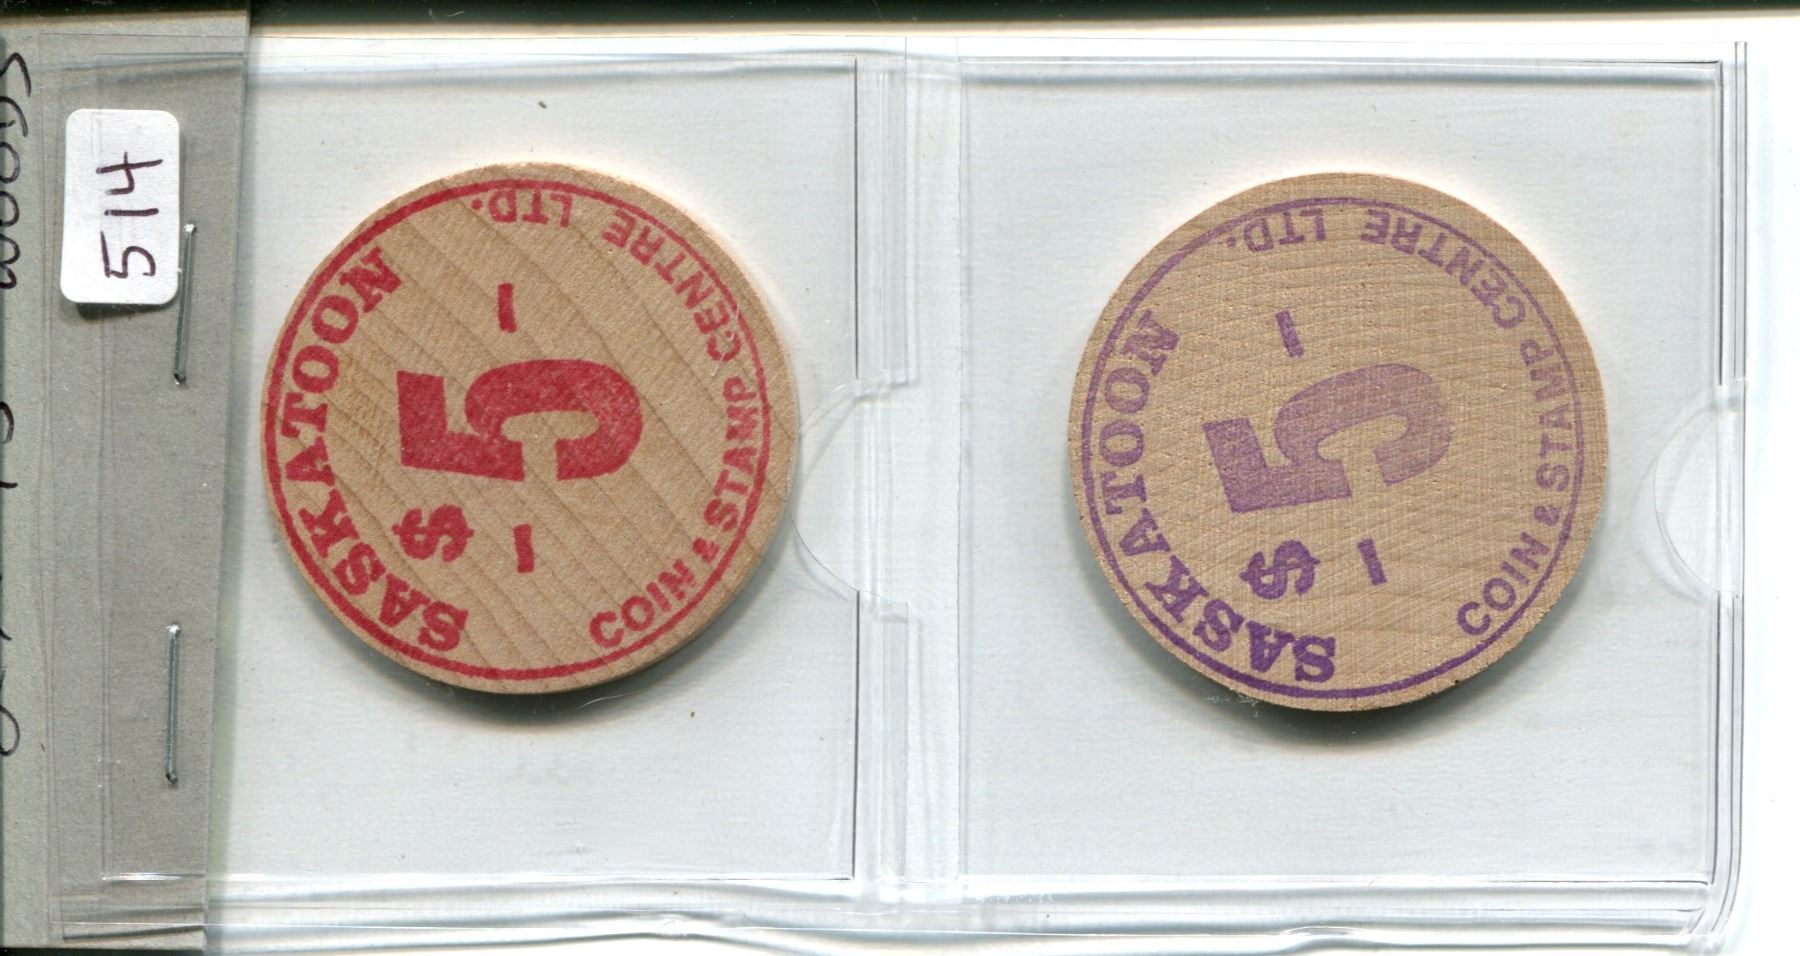 514
SASKATOON
$
- 5 -
COIN & STAMP CENTRE LTD.
SASKATOON
$
- 5 -
COIN & STAMP CENTRE LTD.